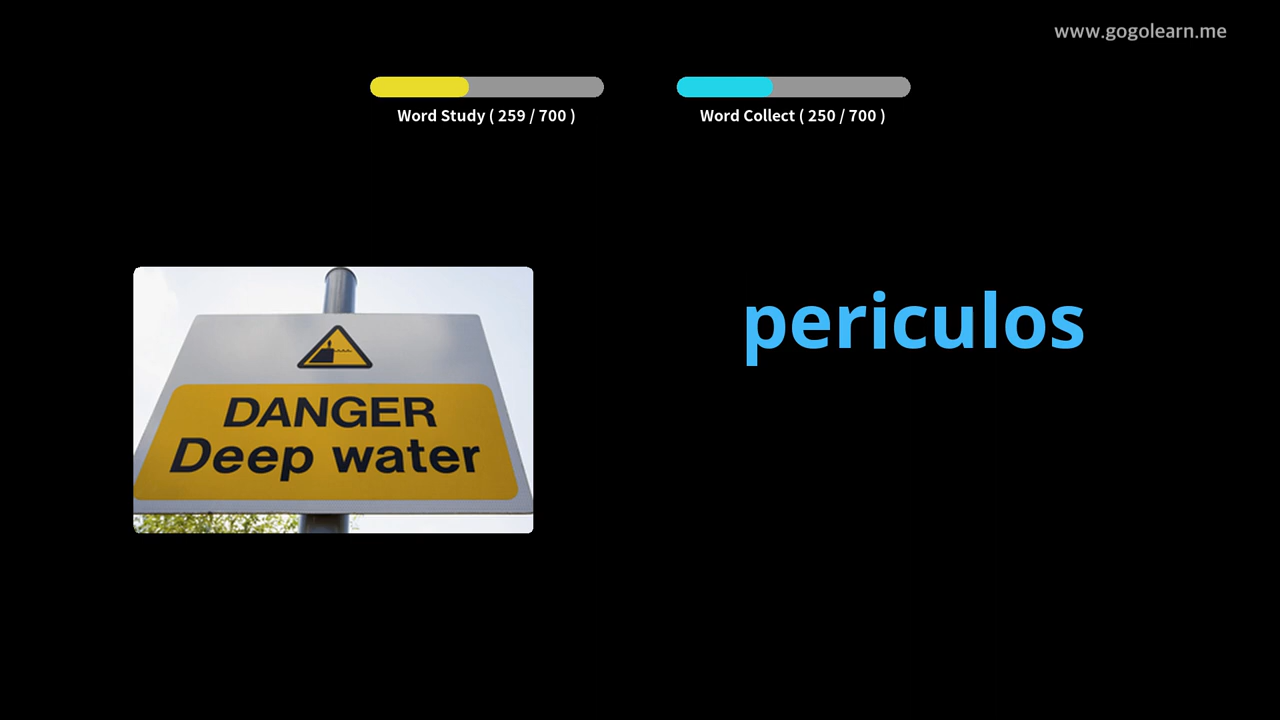 www.gogolearn.me
Word Study ( 259 / 700 )
Word Collect ( 250 / 700 )
DANGER
Deep water
periculos